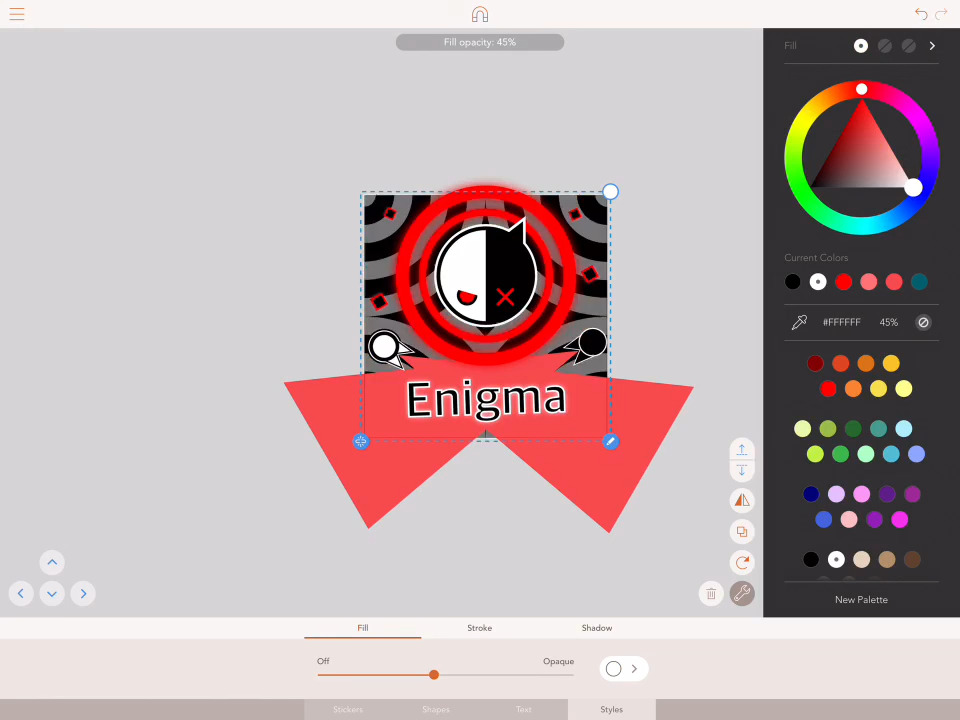 Fill opacity: 45%
Fill
Current Colors
#FFFFFF 45%
Enigma
New Palette
Fill Stroke Shadow
Off Opaque
Stickers Shapes Text Styles